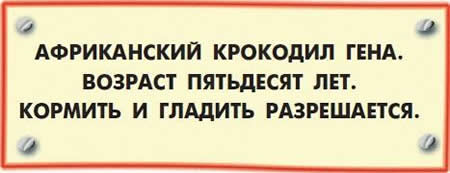 АФРИКАНСКИЙ КРОКОДИЛ ГЕНА.
ВОЗРАСТ ПЯТЬДЕСЯТ ЛЕТ.
КОРМИТЬ И ГЛАДИТЬ РАЗРЕШАЕТСЯ.